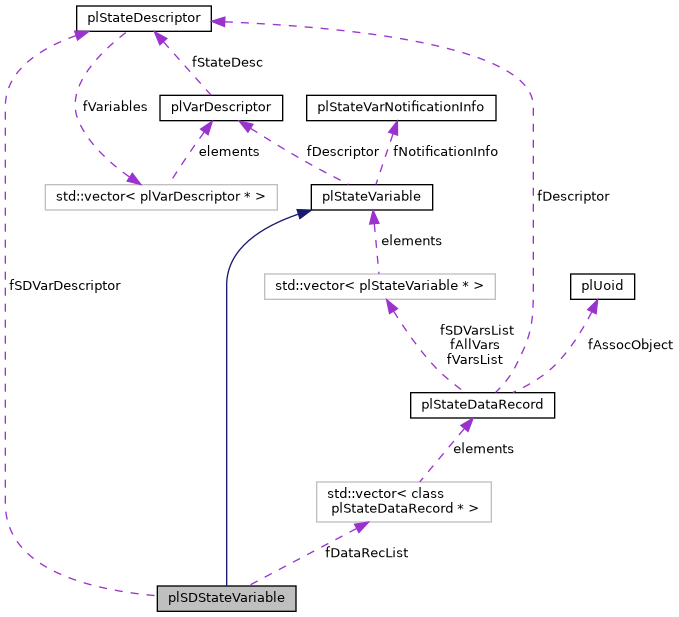 plStateDescriptor
fStateDesc
fVariables
plVarDescriptor
plStateVarNotificationInfo
elements
fDescriptor
fNotificationInfo
std::vector< plVarDescriptor * >
plStateVariable
fDescriptor
elements
fSDVarDescriptor
std::vector< plStateVariable * >
plUoid
fSDVarsList
fAllVars
fVarsList
fAssocObject
plStateDataRecord
elements
std::vector< class
plStateDataRecord * >
fDataRecList
plSDStateVariable